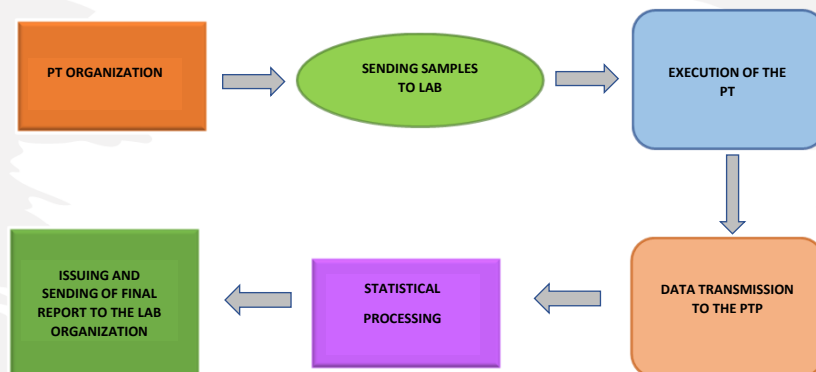 PT ORGANIZATION
SENDING SAMPLES
TO LAB
EXECUTION OF THE
PT
DATA TRANSMISSION
TO THE PTP
STATISTICAL
PROCESSING
ISSUING AND
SENDING OF FINAL
REPORT TO THE LAB
ORGANIZATION